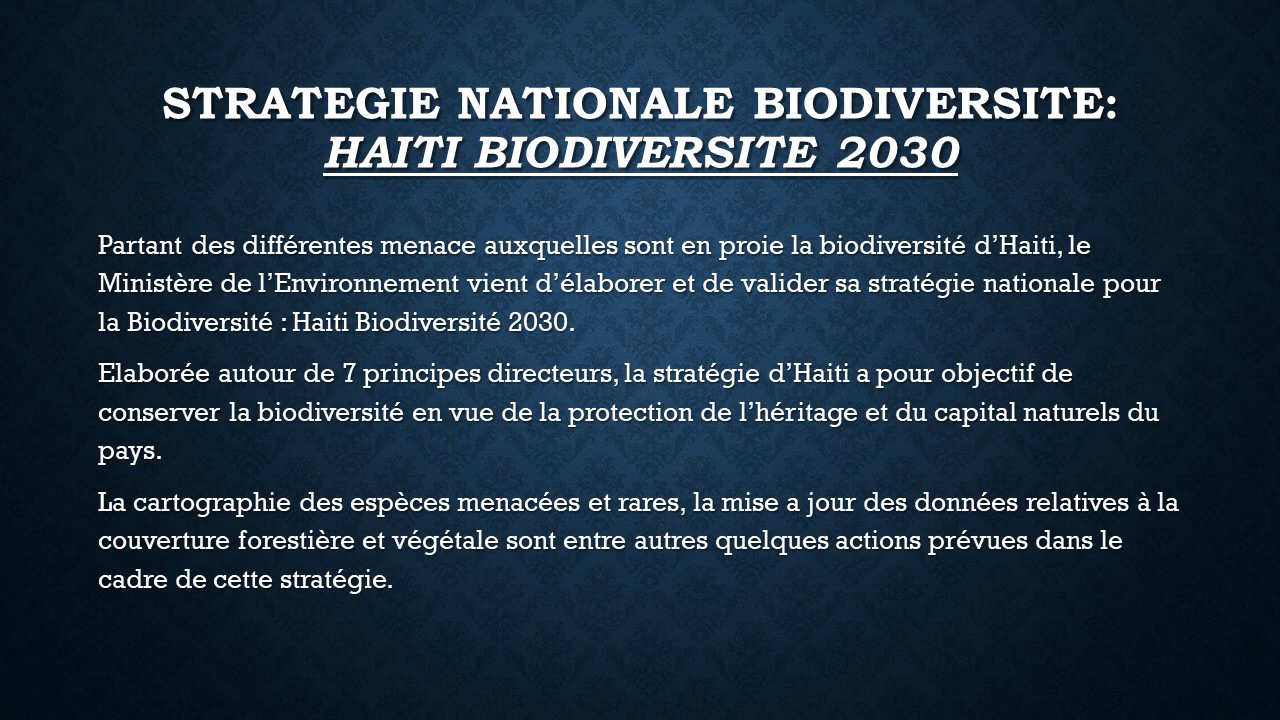 STRATEGIE NATIONALE BIODIVERSITE:
HAITI BIODIVERSITE 2030
Partant des différentes menace auxquelles sont en proie la biodiversité d’Haiti, le
Ministère de l’Environnement vient d’élaborer et de valider sa stratégie nationale pour
la Biodiversité : Haiti Biodiversité 2030.
Elaborée autour de 7 principes directeurs, la stratégie d’Haiti a pour objectif de
conserver la biodiversité en vue de la protection de l’héritage et du capital naturels du
pays.
La cartographie des espèces menacées et rares, la mise a jour des données relatives à la
couverture forestière et végétale sont entre autres quelques actions prévues dans le
cadre de cette stratégie.